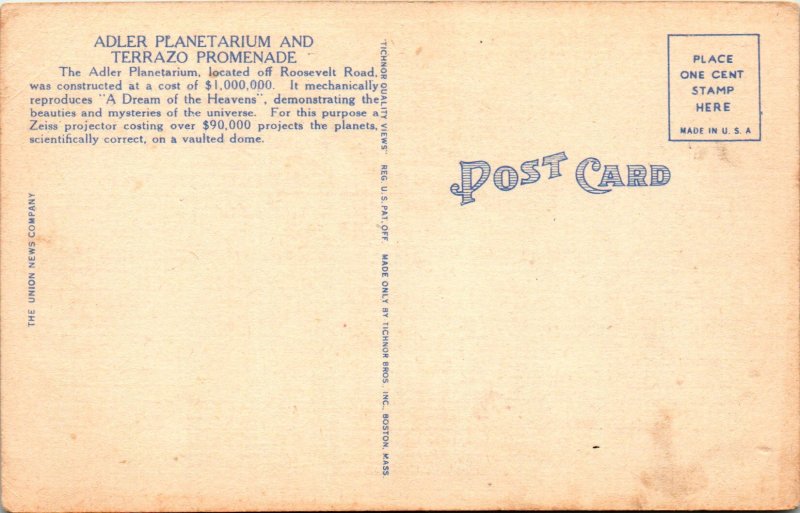 ADLER PLANETARIUM AND
TERRAZO PROMENADE
The Adler Planetarium, located off Roosevelt Road,
was constructed at a cost of $1,000,000. It mechanically
reproduces "A Dream of the Heavens", demonstrating the
beauties and mysteries of the universe. For this purpose a
Zeiss projector costing over $90,000 projects the planets,
scientifically correct, on a vaulted dome.
THE UNION NEWS COMPANY
"TICHNOR QUALITY VIEWS" REG. U. S. PAT. OFF. MADE ONLY BY TICHNOR BROS., INC., BOSTON, MASS.
POST CARD
PLACE
ONE CENT
STAMP
HERE
MADE IN U. S. A